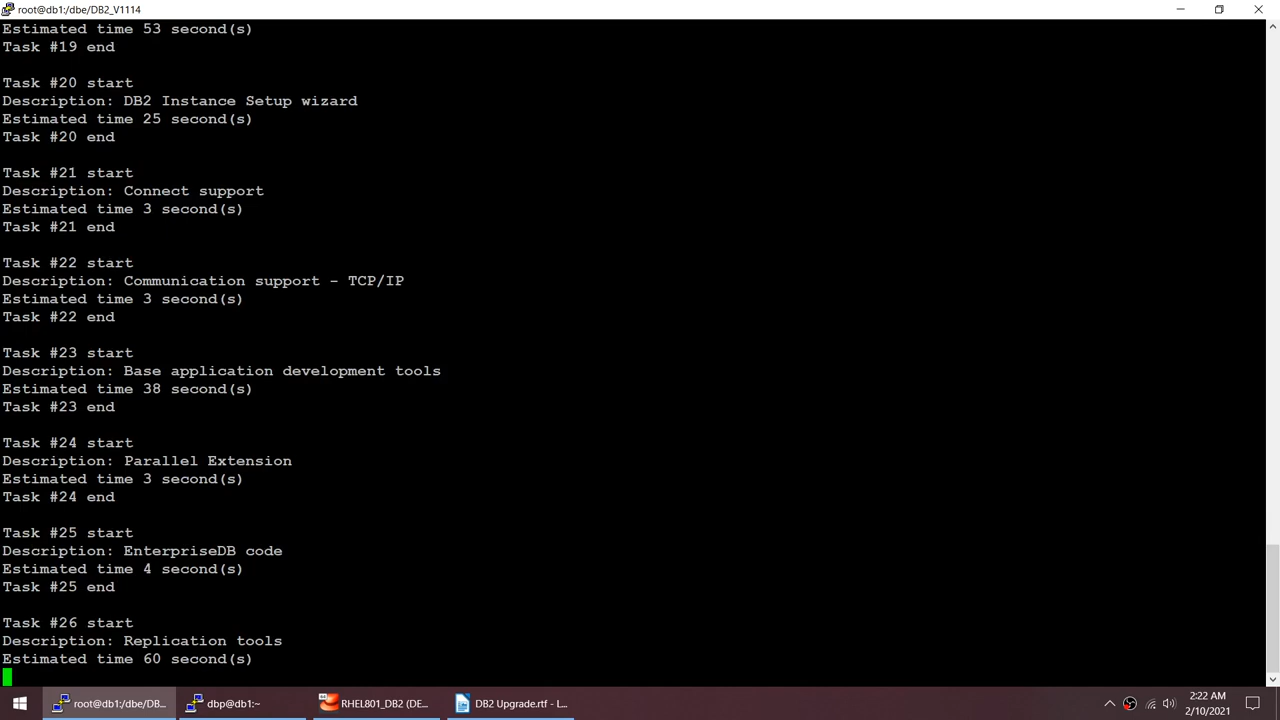 root@db1:/dbe/DB2_V1114
Estimated time 53 second(s)
Task #19 end
Task #20 start
Description: DB2 Instance Setup wizard
Estimated time 25 second(s)
Task #20 end
Task #21 start
Description: Connect support
Estimated time 3 second(s)
Task #21 end
Task #22 start
Description: Communication support - TCP/IP
Estimated time 3 second(s)
Task #22 end
Task #23 start
Description: Base application development tools
Estimated time 38 second(s)
Task #23 end
Task #24 start
Description: Parallel Extension
Estimated time 3 second(s)
Task #24 end
Task #25 start
Description: EnterpriseDB code
Estimated time 4 second(s)
Task #25 end
Task #26 start
Description: Replication tools
Estimated time 60 second(s)
root@db1:/dbe/DB... dbp@db1:~ RHEL801_DB2 (DE... DB2 Upgrade.rtf - L... 2:22 AM
2/10/2021